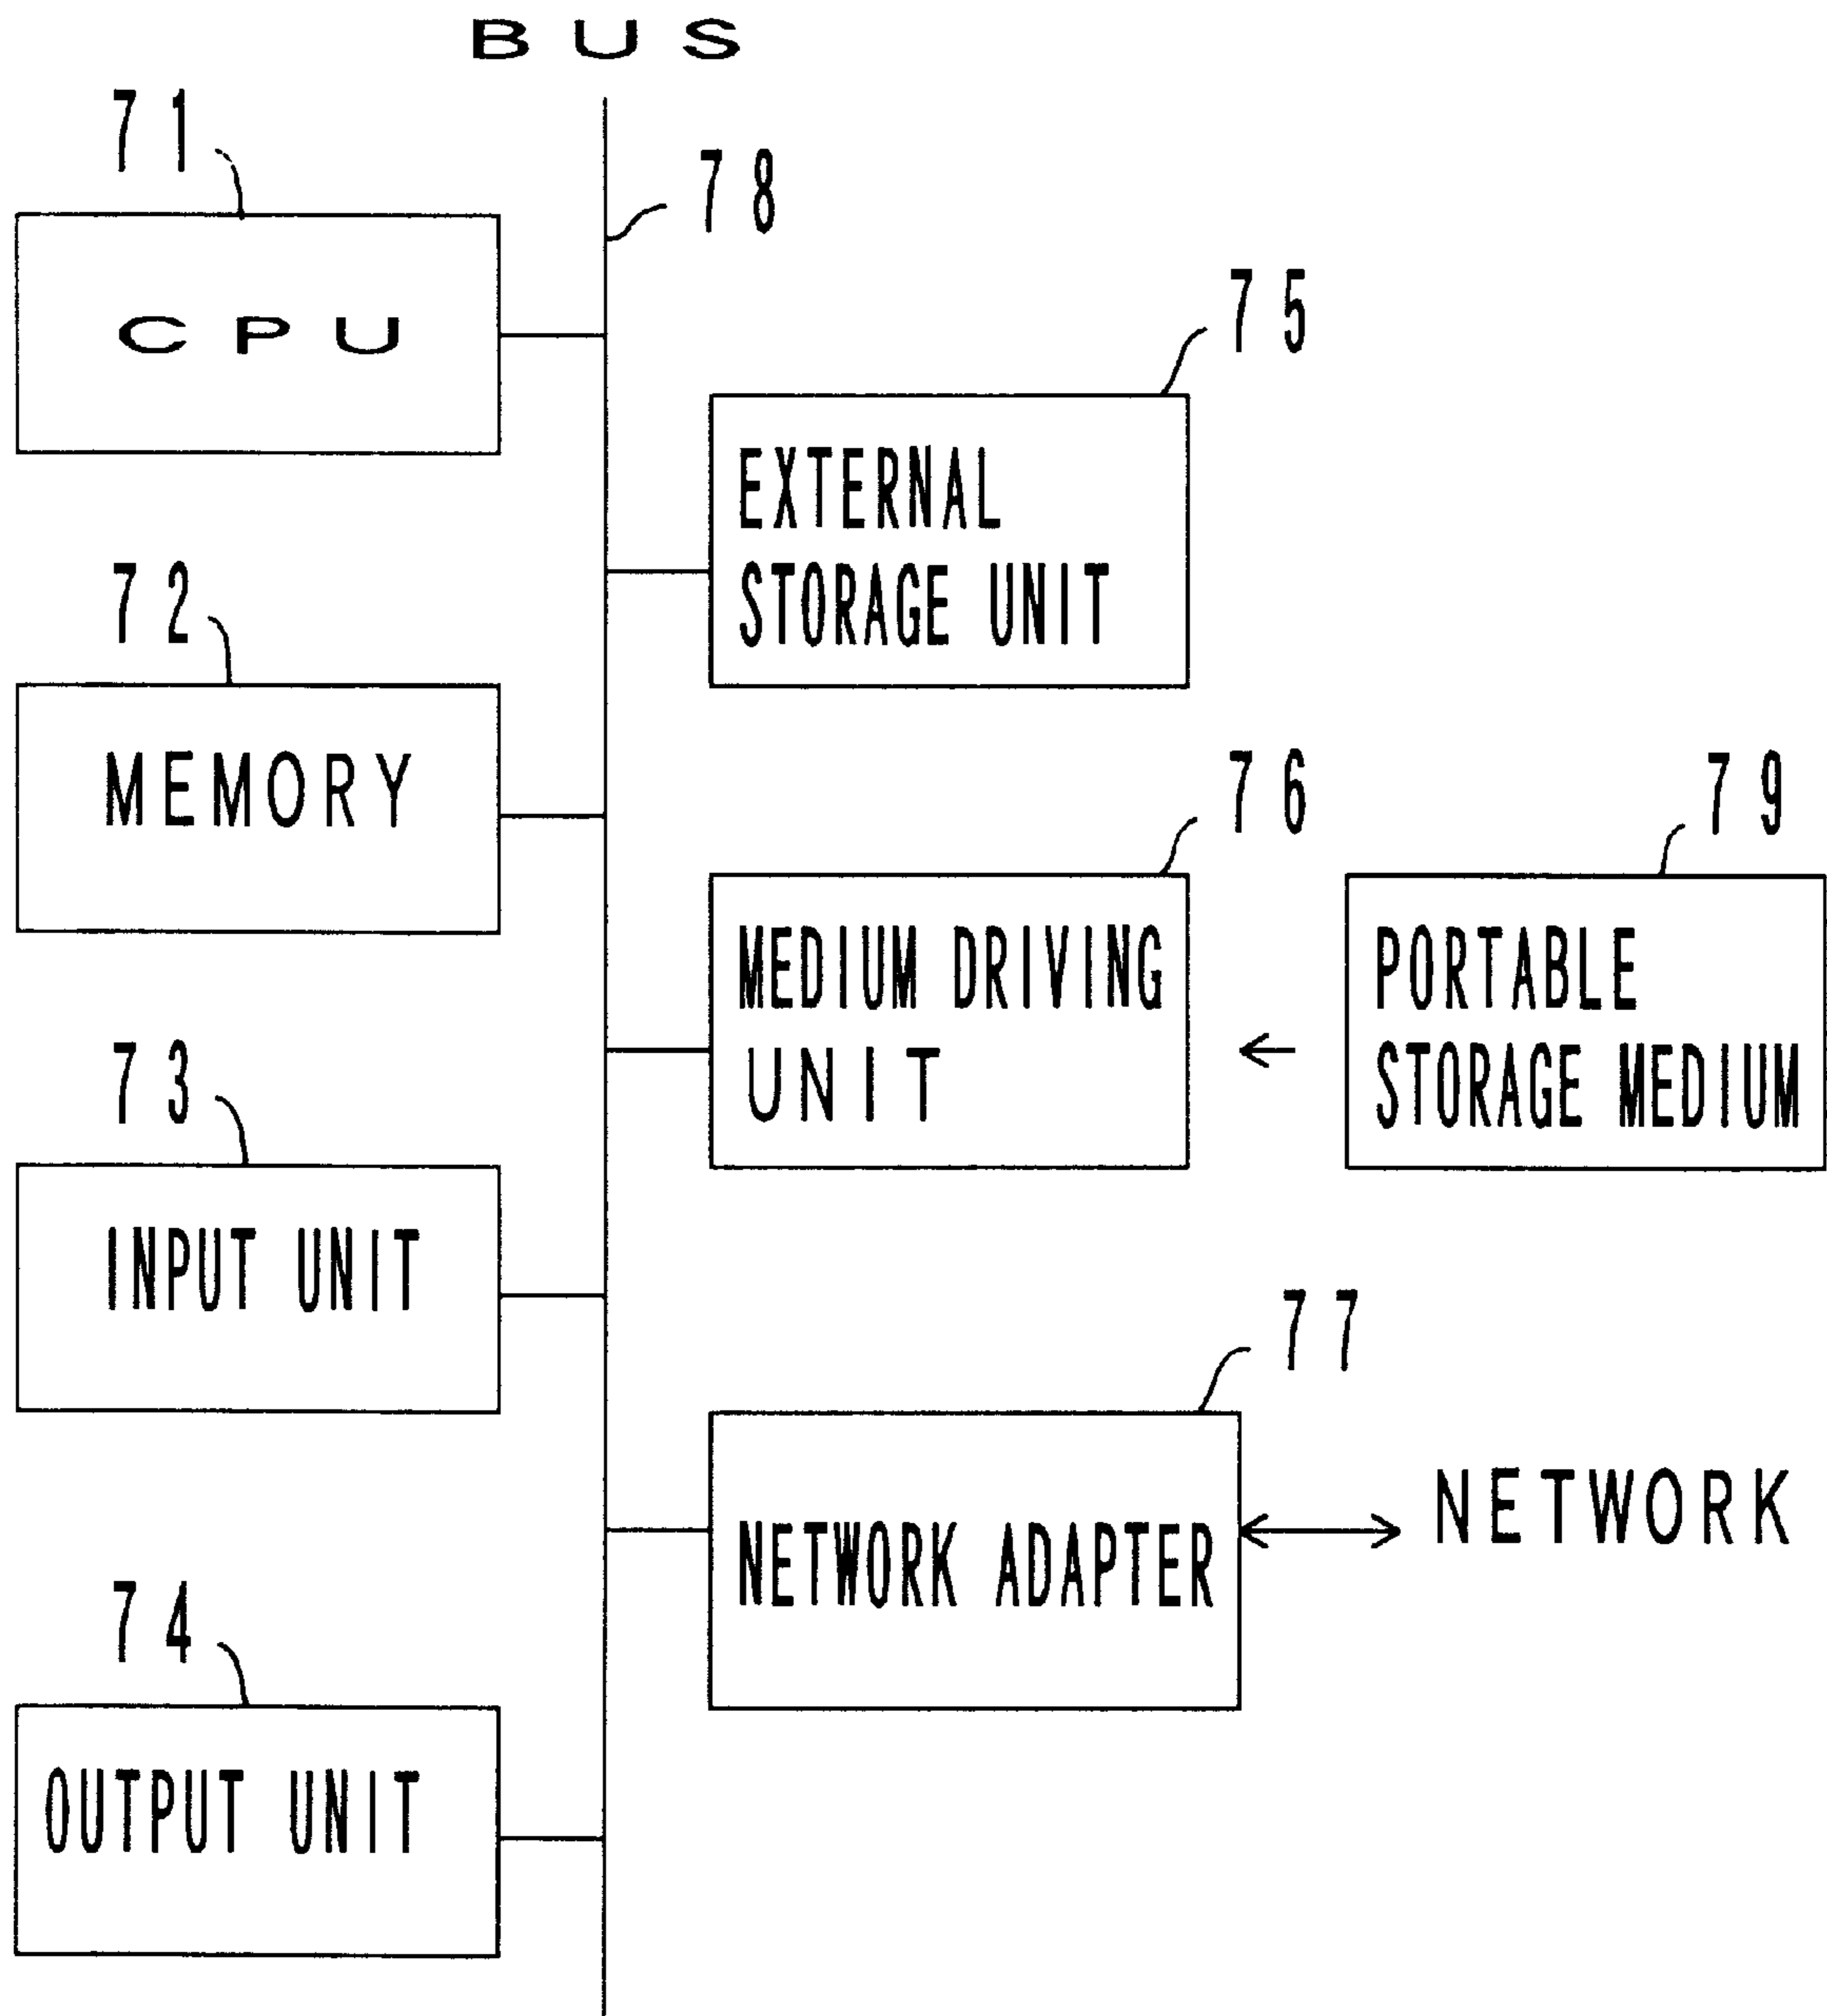 BUS
71
78
CPU
75
EXTERNAL
STORAGE UNIT
72
MEMORY
76
79
MEDIUM DRIVING
UNIT
PORTABLE
STORAGE MEDIUM
73
INPUT UNIT
77
NETWORK ADAPTER
NETWORK
74
OUTPUT UNIT